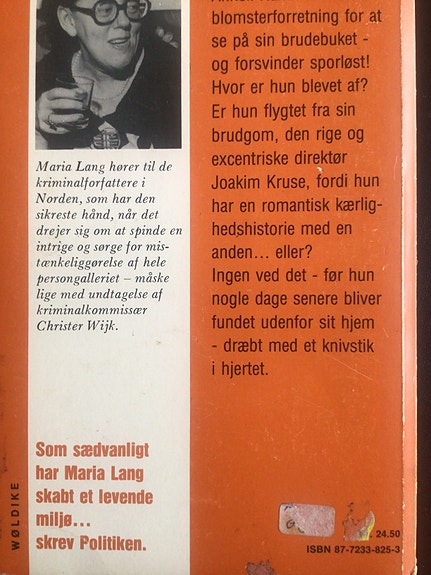 blomsterforretning for at
se på sin brudebuket -
og forsvinder sporløst!
Hvor er hun blevet af?
Er hun flygtet fra sin
brudgom, den rige og
excentriske direktør
Joakim Kruse, fordi hun
har en romantisk kærlig-
hedshistorie med en
anden... eller?
Ingen ved det - før hun
nogle dage senere bliver
fundet udenfor sit hjem
- dræbt med et knivstik
i hjertet.
Maria Lang hører til de
kriminalforfattere i
Norden, som har den
sikreste hånd, når det
drejer sig om at spinde en
intrige og sørge for mis-
tænkeliggørelse af hele
persongalleriet – måske
lige med undtagelse af
kriminalkommissær
Christer Wijk.
Som sædvanligt
har Maria Lang
skabt et levende
miljø...
skrev Politiken.
WØLDIKE
24.50
ISBN 87-7233-825-3